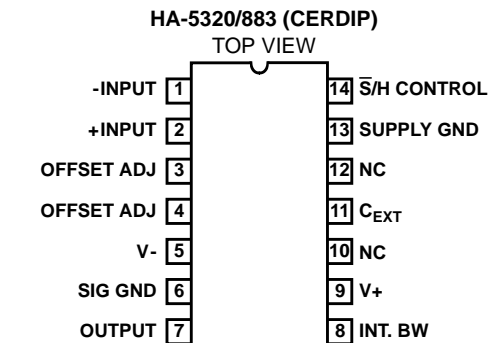 HA-5320/883 (CERDIP)
TOP VIEW
-INPUT 1
+INPUT 2
OFFSET ADJ 3
OFFSET ADJ 4
V- 5
SIG GND 6
OUTPUT 7
14 S̅/H CONTROL
13 SUPPLY GND
12 NC
11 C_EXT
10 NC
9 V+
8 INT. BW